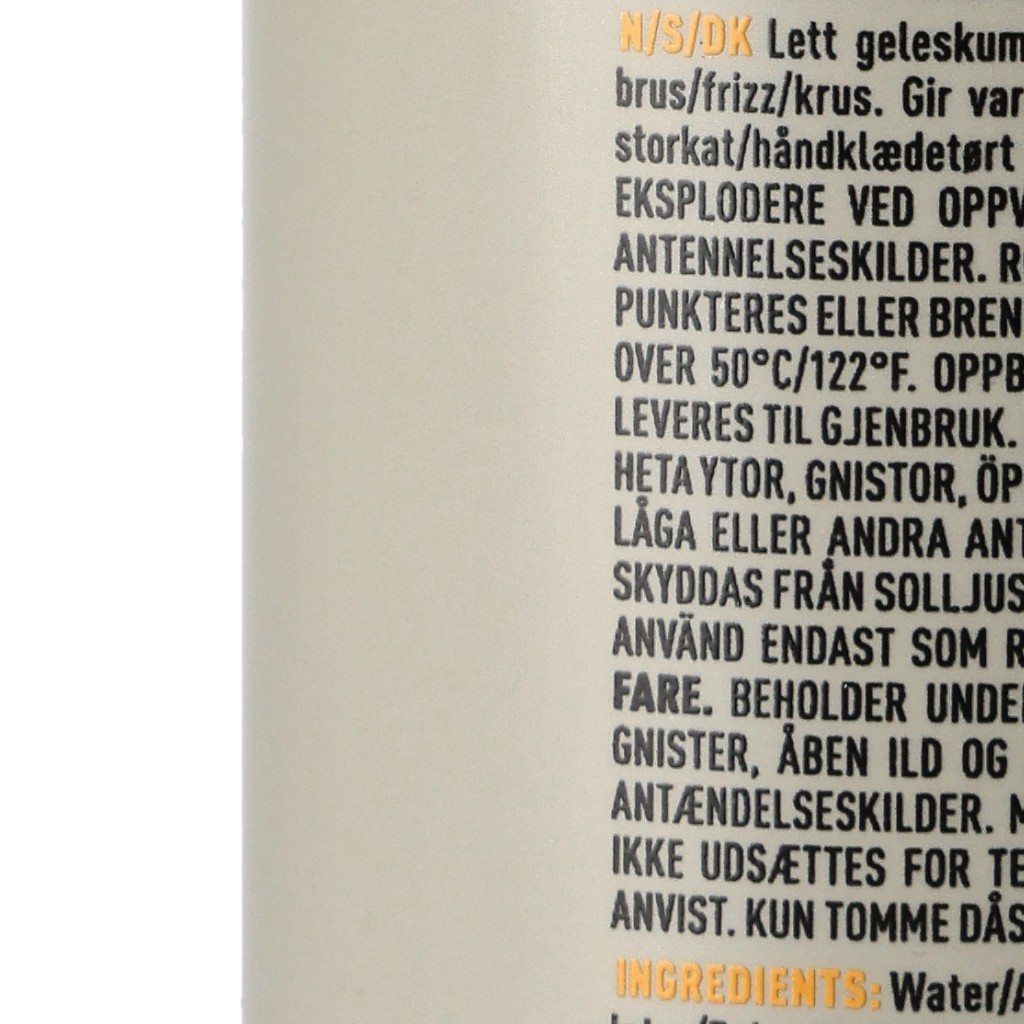 N/S/DK Lett geleskum
brus/frizz/krus. Gir var
storkat/håndklædetørt
EKSPLODERE VED OPPV
ANTENNELSESKILDER. R
PUNKTERES ELLER BREN
OVER 50°C/122°F. OPPB
LEVERES TIL GJENBRUK.
HETA YTOR, GNISTOR, ÖP
LÅGA ELLER ANDRA ANT
SKYDDAS FRÅN SOLLJUS
ANVÄND ENDAST SOM R
FARE. BEHOLDER UNDE
GNISTER, ÅBEN ILD OG
ANTÆNDELSESKILDER. M
IKKE UDSÆTTES FOR TE
ANVIST. KUN TOMME DÅS
INGREDIENTS: Water/A